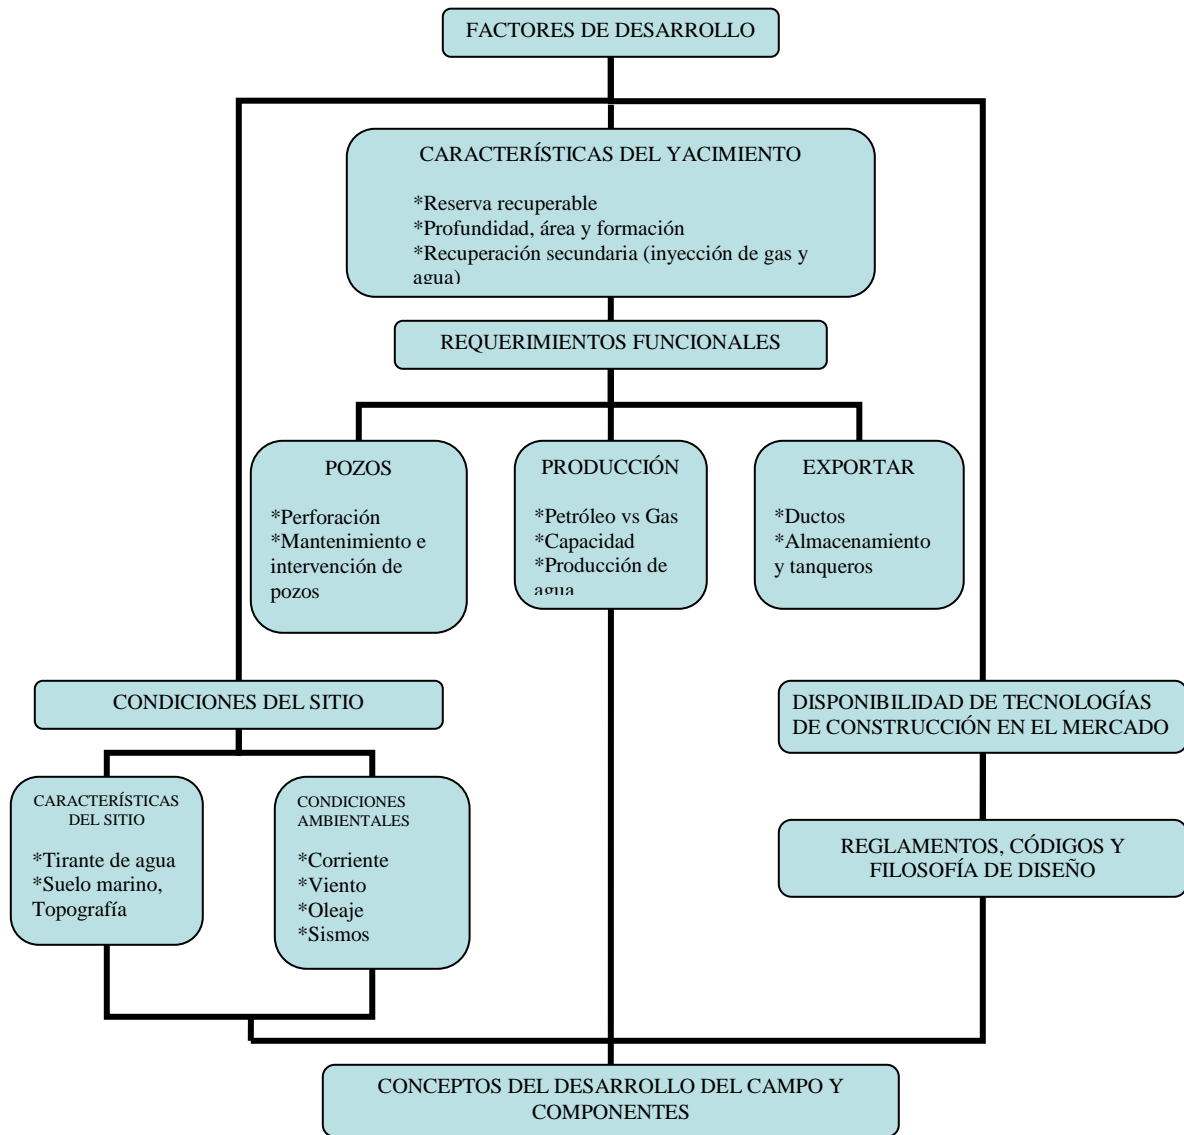 FACTORES DE DESARROLLO
CARACTERÍSTICAS DEL YACIMIENTO
*Reserva recuperable
*Profundidad, área y formación
*Recuperación secundaria (inyección de gas y
agua)
REQUERIMIENTOS FUNCIONALES
POZOS
*Perforación
*Mantenimiento e
intervención de
pozos
PRODUCCIÓN
*Petróleo vs Gas
*Capacidad
*Producción de
agua
EXPORTAR
*Ductos
*Almacenamiento
y tanqueros
CONDICIONES DEL SITIO
CARACTERÍSTICAS
DEL SITIO
*Tirante de agua
*Suelo marino,
Topografía
CONDICIONES
AMBIENTALES
*Corriente
*Viento
*Oleaje
*Sismos
DISPONIBILIDAD DE TECNOLOGÍAS
DE CONSTRUCCIÓN EN EL MERCADO
REGLAMENTOS, CÓDIGOS Y
FILOSOFÍA DE DISEÑO
CONCEPTOS DEL DESARROLLO DEL CAMPO Y
COMPONENTES